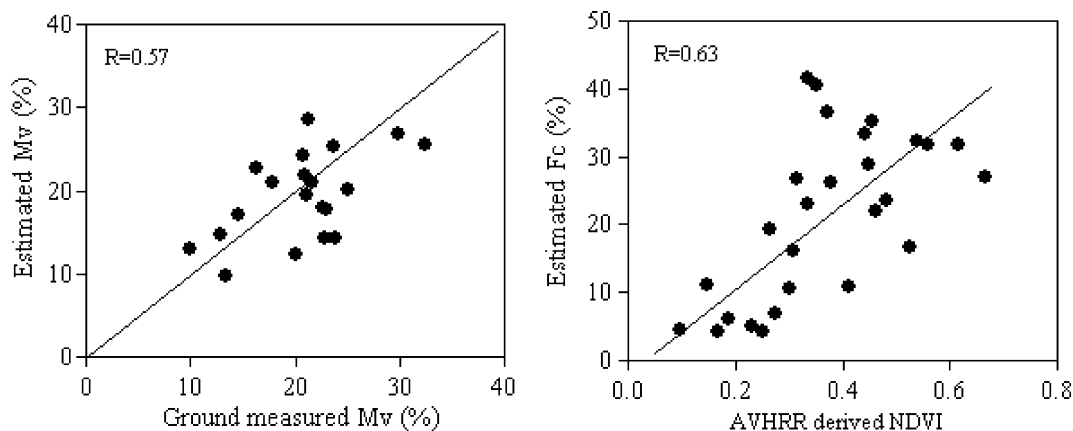 40
R=0.57
30
20
10
0
Estimated Mv (%)
0 10 20 30 40
Ground measured Mv (%)
50
R=0.63
40
30
20
10
0
Estimated Fc (%)
0.0 0.2 0.4 0.6 0.8
AVHRR derived NDVI